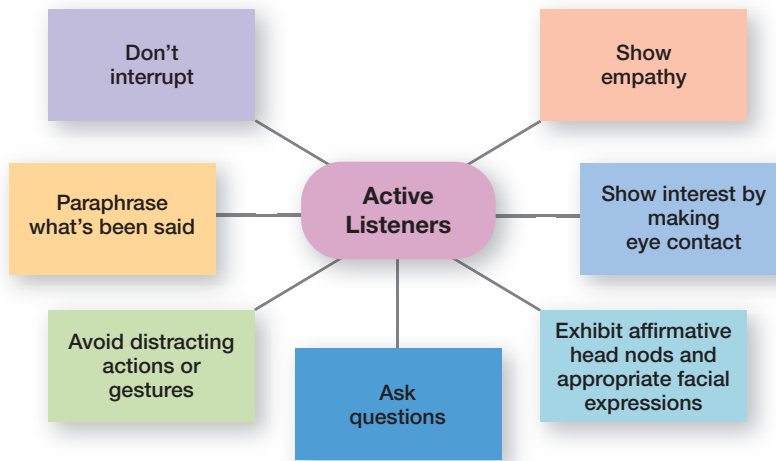 Don’t
interrupt
Show
empathy
Paraphrase
what’s been said
Active
Listeners
Show interest by
making
eye contact
Avoid distracting
actions or
gestures
Ask
questions
Exhibit affirmative
head nods and
appropriate facial
expressions